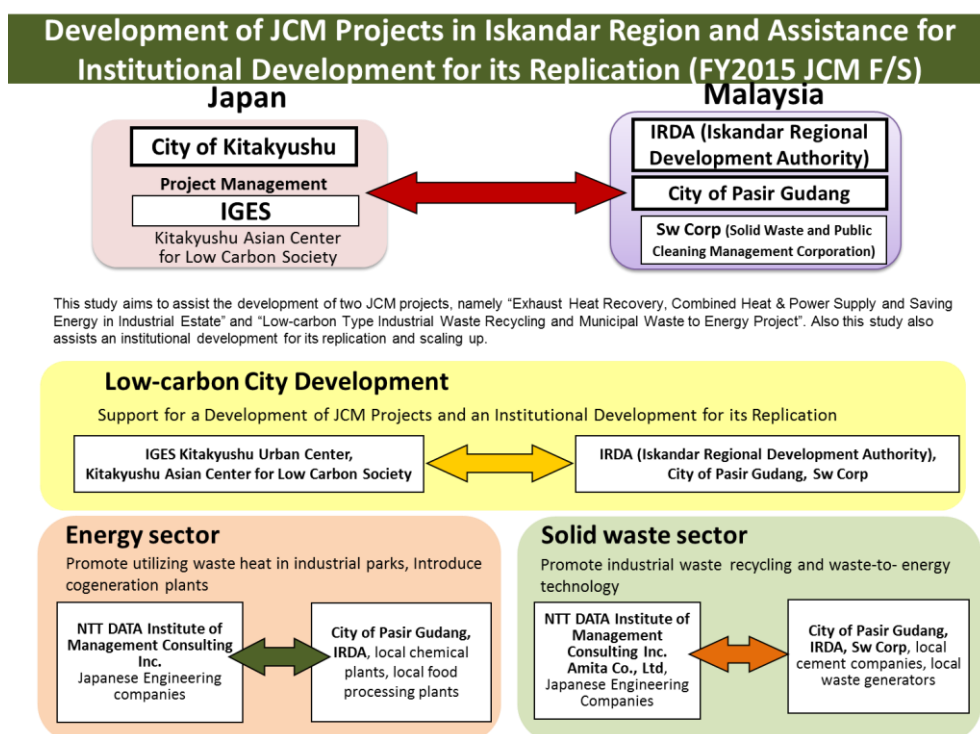 Development of JCM Projects in Iskandar Region and Assistance for
Institutional Development for its Replication (FY2015 JCM F/S)
Japan
City of Kitakyushu
Project Management
IGES
Kitakyushu Asian Center
for Low Carbon Society
Malaysia
IRDA (Iskandar Regional
Development Authority)
City of Pasir Gudang
Sw Corp (Solid Waste and Public
Cleaning Management Corporation)
This study aims to assist the development of two JCM projects, namely “Exhaust Heat Recovery, Combined Heat & Power Supply and Saving
Energy in Industrial Estate” and “Low-carbon Type Industrial Waste Recycling and Municipal Waste to Energy Project”. Also this study also
assists an institutional development for its replication and scaling up.
Low-carbon City Development
Support for a Development of JCM Projects and an Institutional Development for its Replication
IGES Kitakyushu Urban Center,
Kitakyushu Asian Center for Low Carbon Society
IRDA (Iskandar Regional Development Authority),
City of Pasir Gudang, Sw Corp
Energy sector
Promote utilizing waste heat in industrial parks, Introduce
cogeneration plants
NTT DATA Institute of
Management Consulting
Inc.
Japanese Engineering
companies
City of Pasir Gudang,
IRDA, local chemical
plants, local food
processing plants
Solid waste sector
Promote industrial waste recycling and waste-to- energy
technology
NTT DATA Institute of
Management
Consulting Inc.
Amita Co., Ltd,
Japanese Engineering
Companies
City of Pasir Gudang,
IRDA, Sw Corp, local
cement companies, local
waste generators